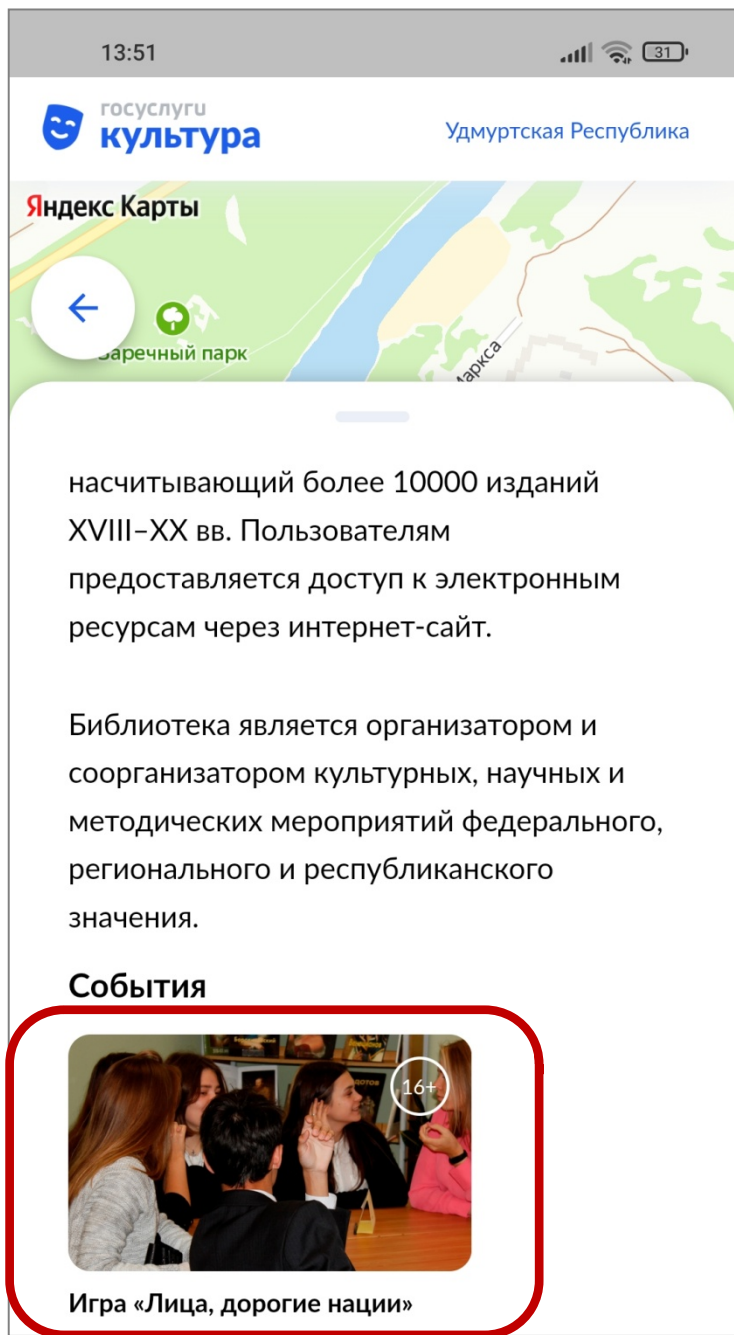 13:51
31
госуслуги
культура
Удмуртская Республика
Яндекс Карты
Заречный парк
Маркса
насчитывающий более 10000 изданий
XVIII–XX вв. Пользователям
предоставляется доступ к электронным
ресурсам через интернет-сайт.
Библиотека является организатором и
соорганизатором культурных, научных и
методических мероприятий федерального,
регионального и республиканского
значения.
События
16+
Игра «Лица, дорогие нации»